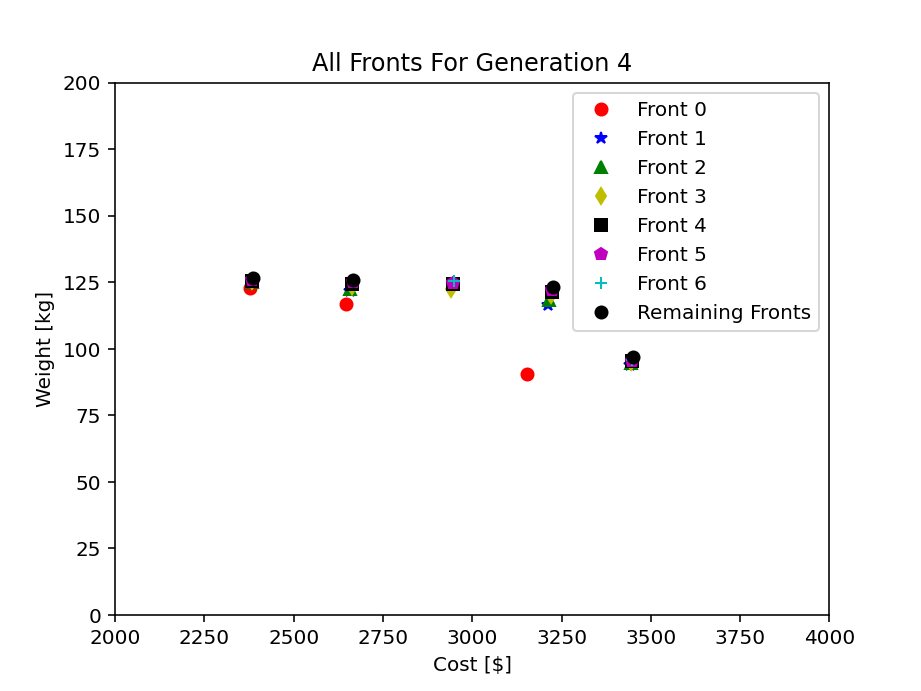 All Fronts For Generation 4
200
175
150
125
100
75
50
25
0
Weight [kg]
Front 0
Front 1
Front 2
Front 3
Front 4
Front 5
Front 6
Remaining Fronts
2000 2250 2500 2750 3000 3250 3500 3750 4000
Cost [$]